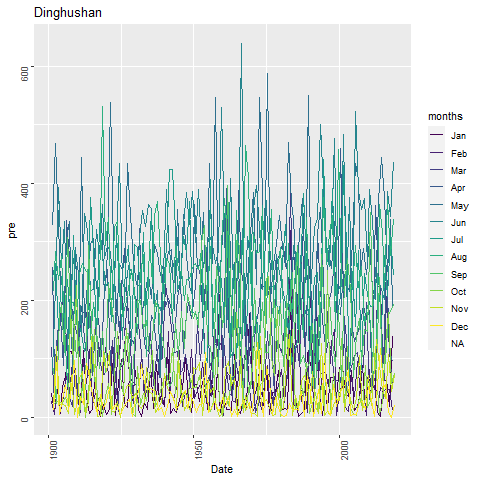 Dinghushan
pre
600
400
200
0
1900
1950
2000
Date
months
Jan
Feb
Mar
Apr
May
Jun
Jul
Aug
Sep
Oct
Nov
Dec
NA